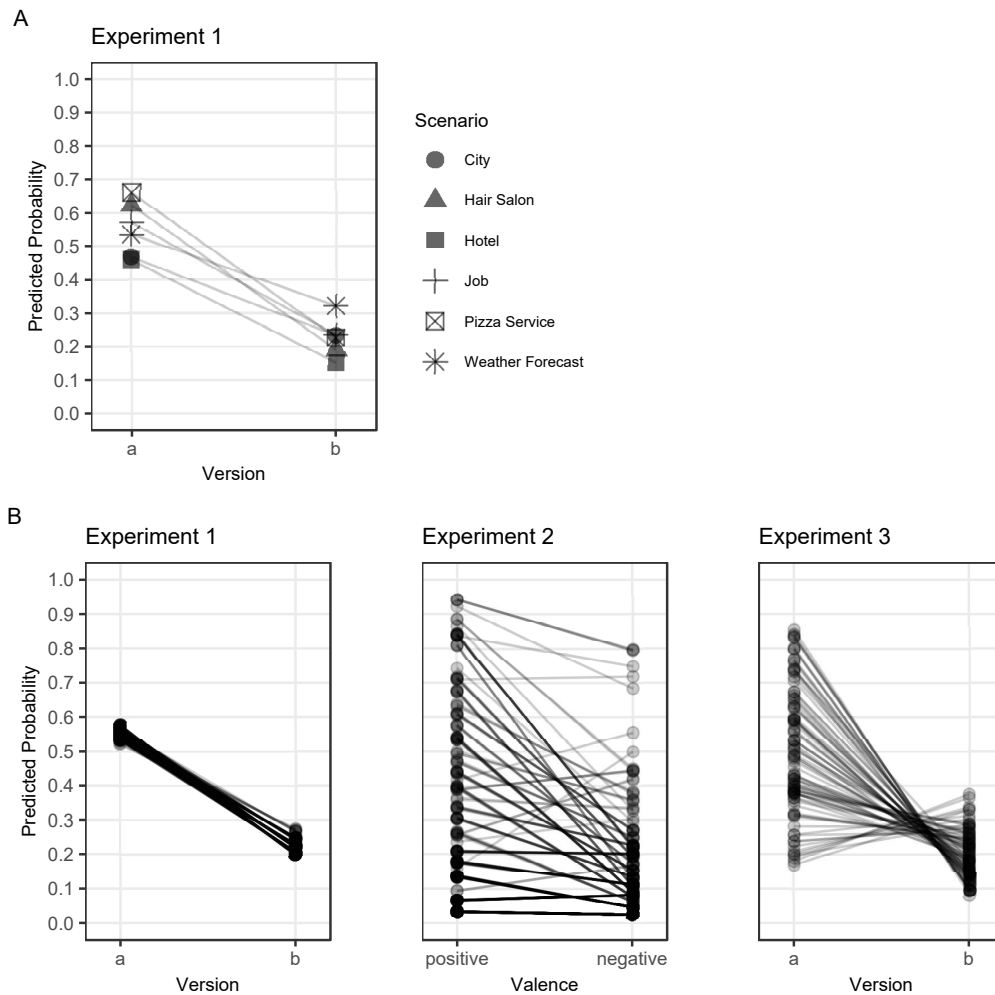 A
Experiment 1
Predicted Probability
1.0
0.9
0.8
0.7
0.6
0.5
0.4
0.3
0.2
0.1
0.0
a b
Version
Scenario
City
Hair Salon
Hotel
Job
Pizza Service
Weather Forecast
B
Experiment 1
Predicted Probability
1.0
0.9
0.8
0.7
0.6
0.5
0.4
0.3
0.2
0.1
0.0
a b
Version
Experiment 2
positive negative
Valence
Experiment 3
a b
Version